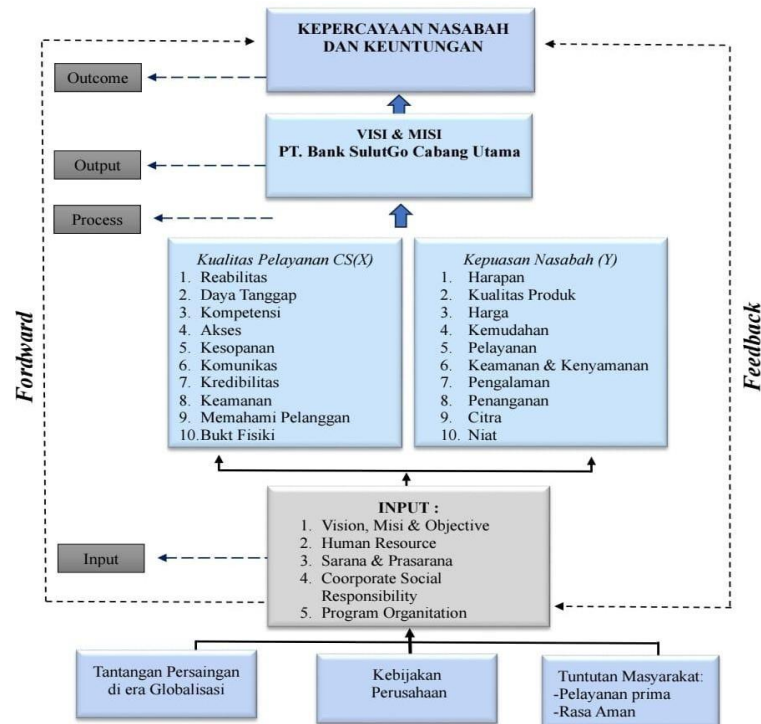 KEPERCAYAAN NASABAH
DAN KEUNTUNGAN
Outcome
VISI & MISI
PT. Bank SulutGo Cabang Utama
Output
Process
Kualitas Pelayanan CS(X)
1. Reabilitas
2. Daya Tanggap
3. Kompetensi
4. Akses
5. Kesopanan
6. Komunikas
7. Kredibilitas
8. Keamanan
9. Memahami Pelanggan
10. Bukt Fisiki
Kepuasan Nasabah (Y)
1. Harapan
2. Kualitas Produk
3. Harga
4. Kemudahan
5. Pelayanan
6. Keamanan & Kenyamanan
7. Pengalaman
8. Penanganan
9. Citra
10. Niat
Fordward
Feedback
INPUT :
1. Vision, Misi & Objective
2. Human Resource
3. Sarana & Prasarana
4. Coorporate Social
Responsibility
5. Program Organitation
Input
Tantangan Persaingan
di era Globalisasi
Kebijakan
Perusahaan
Tuntutan Masyarakat:
-Pelayanan prima
-Rasa Aman